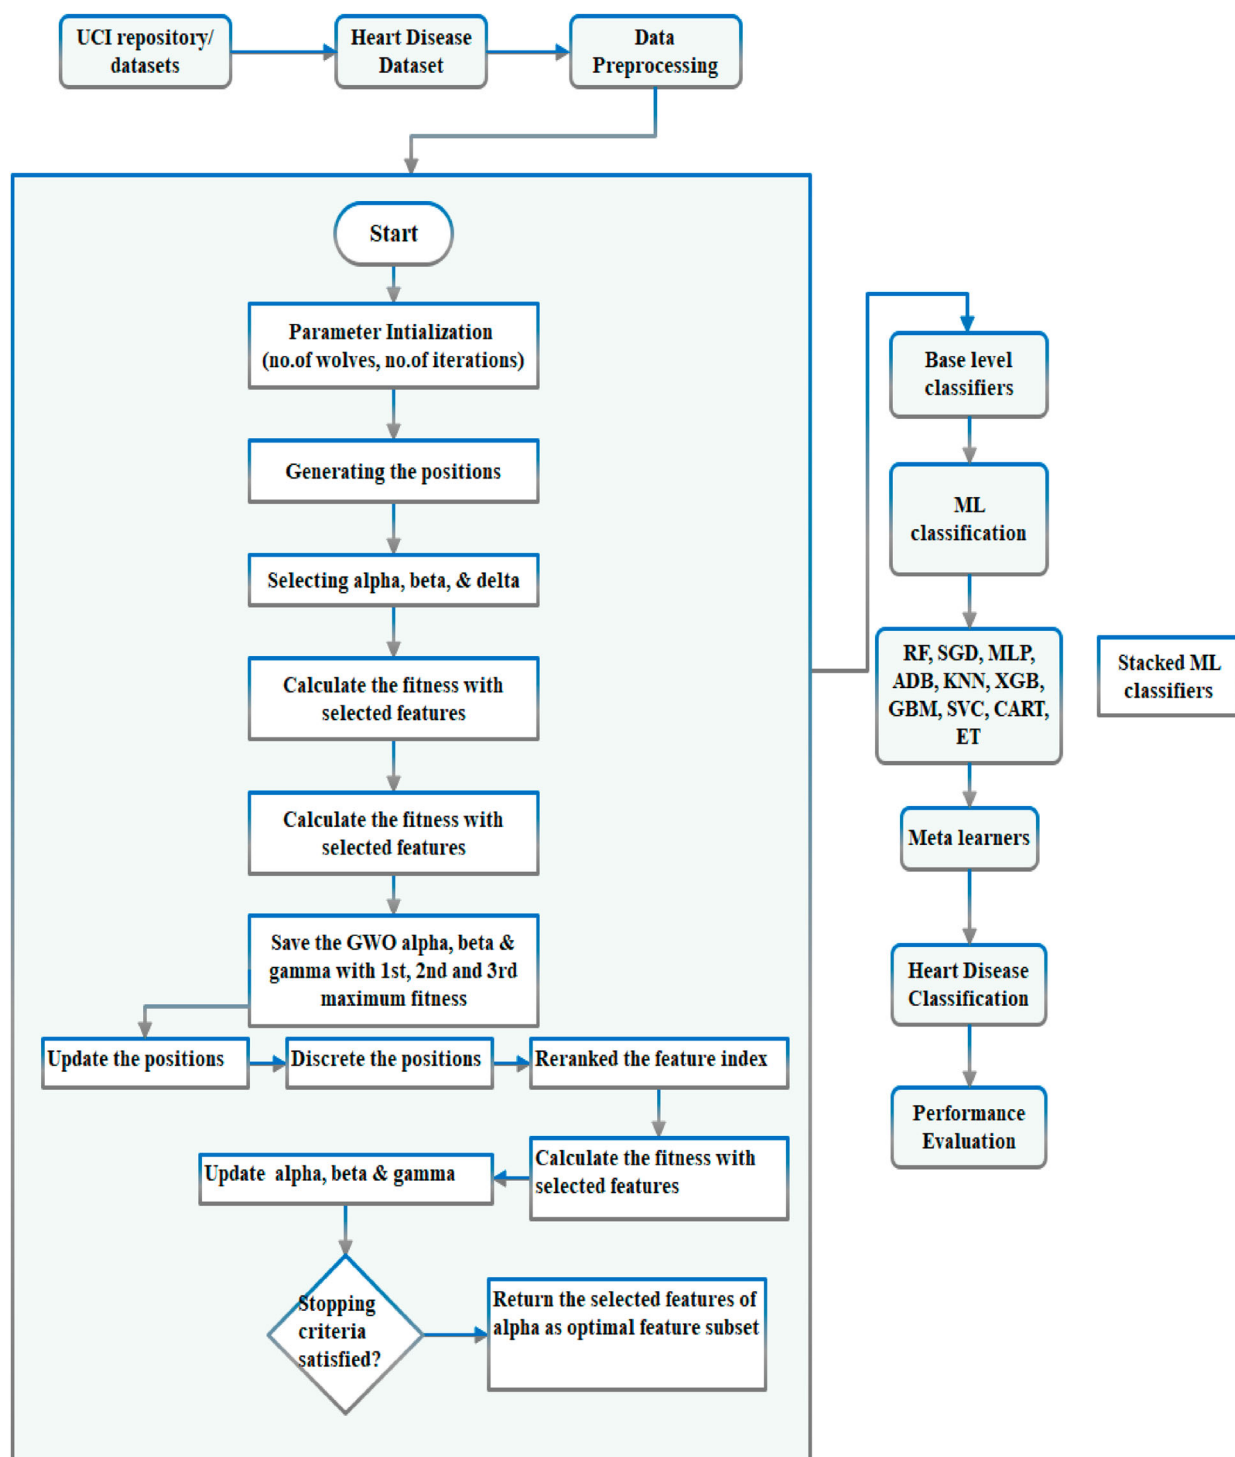 UCI repository/
datasets
Heart Disease
Dataset
Data
Preprocessing
Start
Parameter Intialization
(no.of wolves, no.of iterations)
Generating the positions
Selecting alpha, beta, & delta
Calculate the fitness with
selected features
Calculate the fitness with
selected features
Save the GWO alpha, beta &
gamma with 1st, 2nd and 3rd
maximum fitness
Update the positions
Discrete the positions
Reranked the feature index
Calculate the fitness with
selected features
Update alpha, beta & gamma
Stopping
criteria
satisfied?
Return the selected features of
alpha as optimal feature subset
Base level
classifiers
ML
classification
RF, SGD, MLP,
ADB, KNN, XGB,
GBM, SVC, CART,
ET
Stacked ML
classifiers
Meta learners
Heart Disease
Classification
Performance
Evaluation